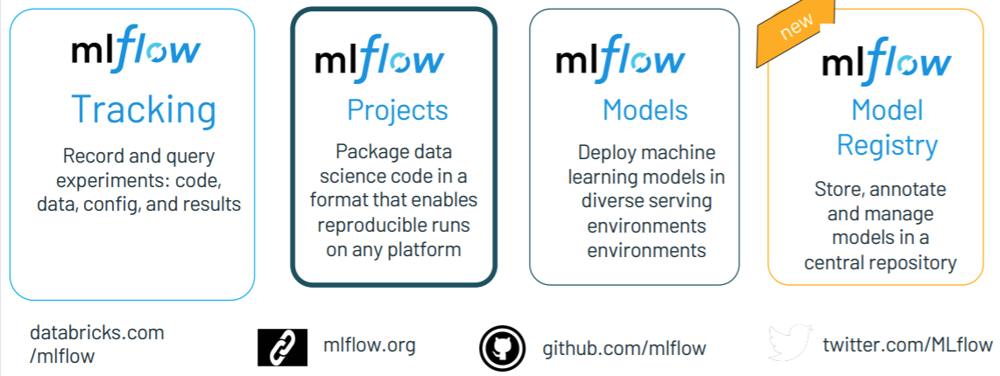 mlflow
Tracking
Record and query
experiments: code,
data, config, and results
mlflow
Projects
Package data
science code in a
format that enables
reproducible runs
on any platform
mlflow
Models
Deploy machine
learning models in
diverse serving
environments
environments
new
mlflow
Model
Registry
Store, annotate
and manage
models in a
central repository
databricks.com
/mlflow
mlflow.org
github.com/mlflow
twitter.com/MLflow